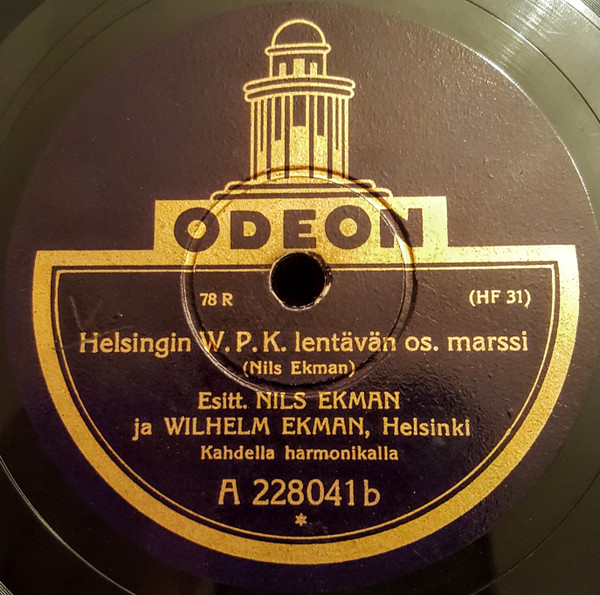 ODEON
78 R (HF 31)
Helsingin W.P.K. lentävän os. marssi
(Nils Ekman)
Esitt. NILS EKMAN
ja WILHELM EKMAN, Helsinki
Kahdella harmonikalla
A 228041b